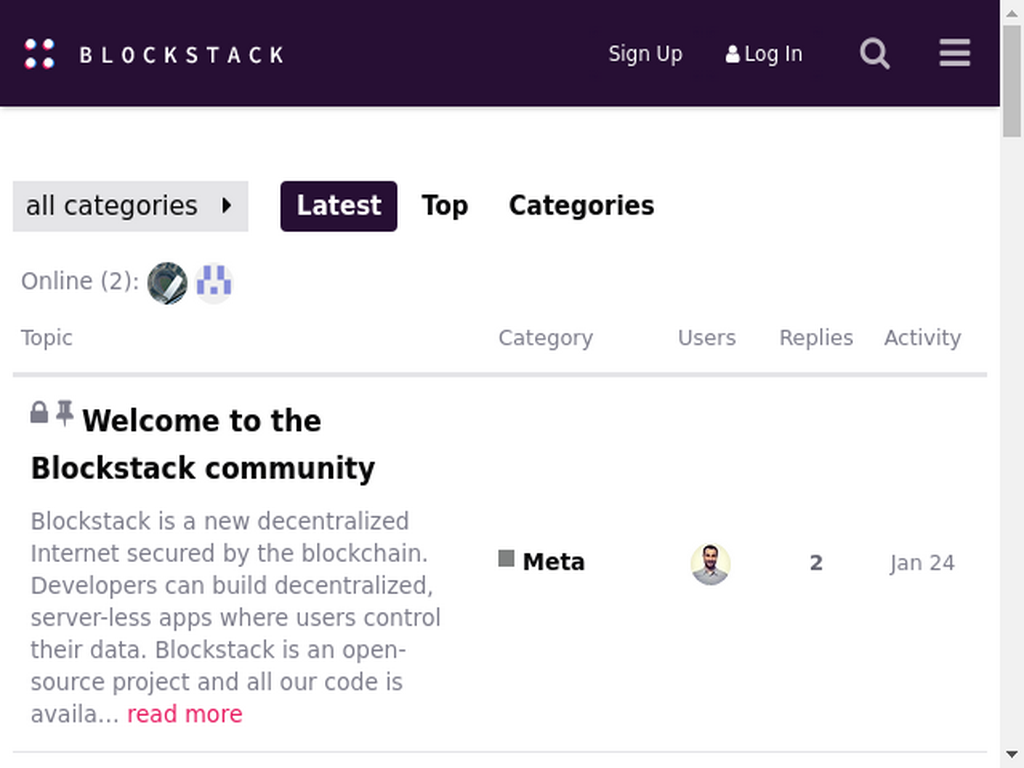 BLOCKSTACK Sign Up Log In
all categories Latest Top Categories
Online (2):
Topic Category Users Replies Activity
Welcome to the
Blockstack community
Blockstack is a new decentralized
Internet secured by the blockchain.
Developers can build decentralized,
server-less apps where users control
their data. Blockstack is an open-
source project and all our code is
availa... read more
Meta 2 Jan 24